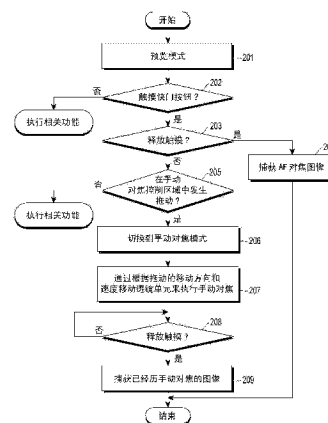 开始
预览模式
201
202
触摸快门按钮?
否
执行相关功能
是
203
释放触摸?
是
20
捕获 AF 对焦图像
否
205
在手动
对焦控制区域中发生
拖动?
否
执行相关功能
是
切换到手动对焦模式
206
通过根据拖动的移动方向和
速度移动透镜单元来执行手动对焦
207
208
释放触摸?
否
是
捕获已经历手动对焦的图像
209
结束